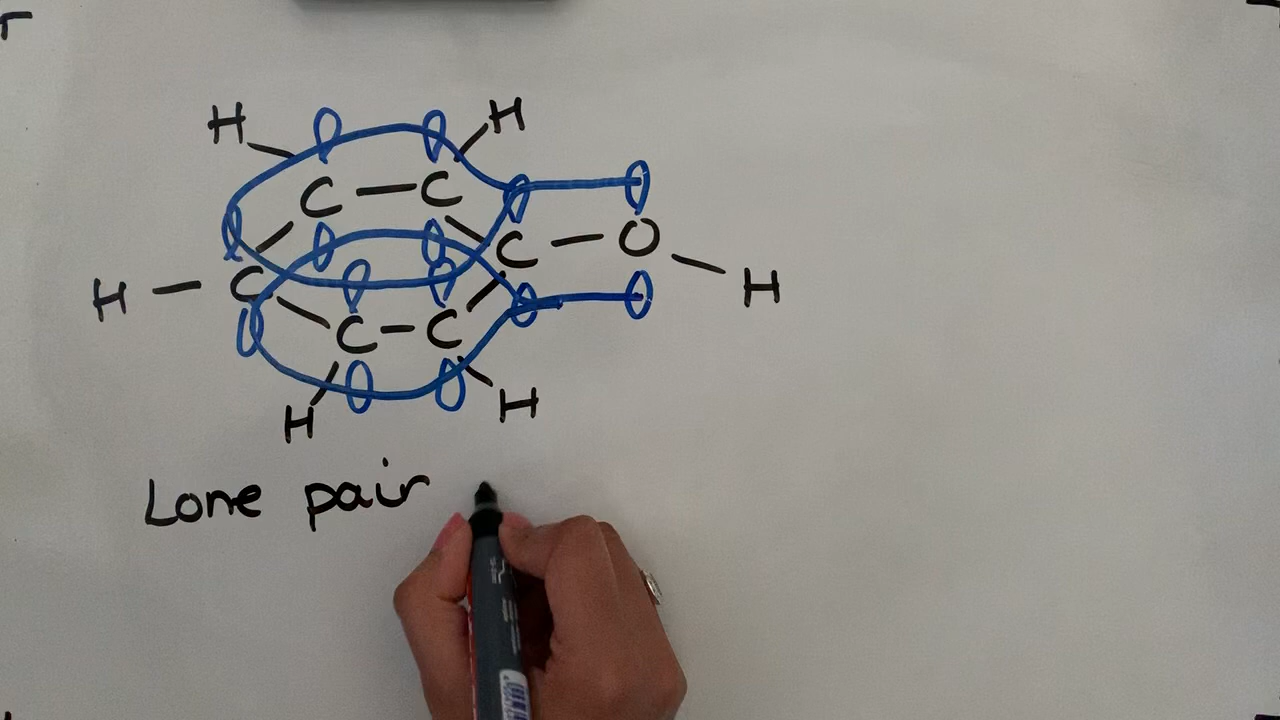 H H
C — C
C — O
H — C H
C — C
H H
Lone pair